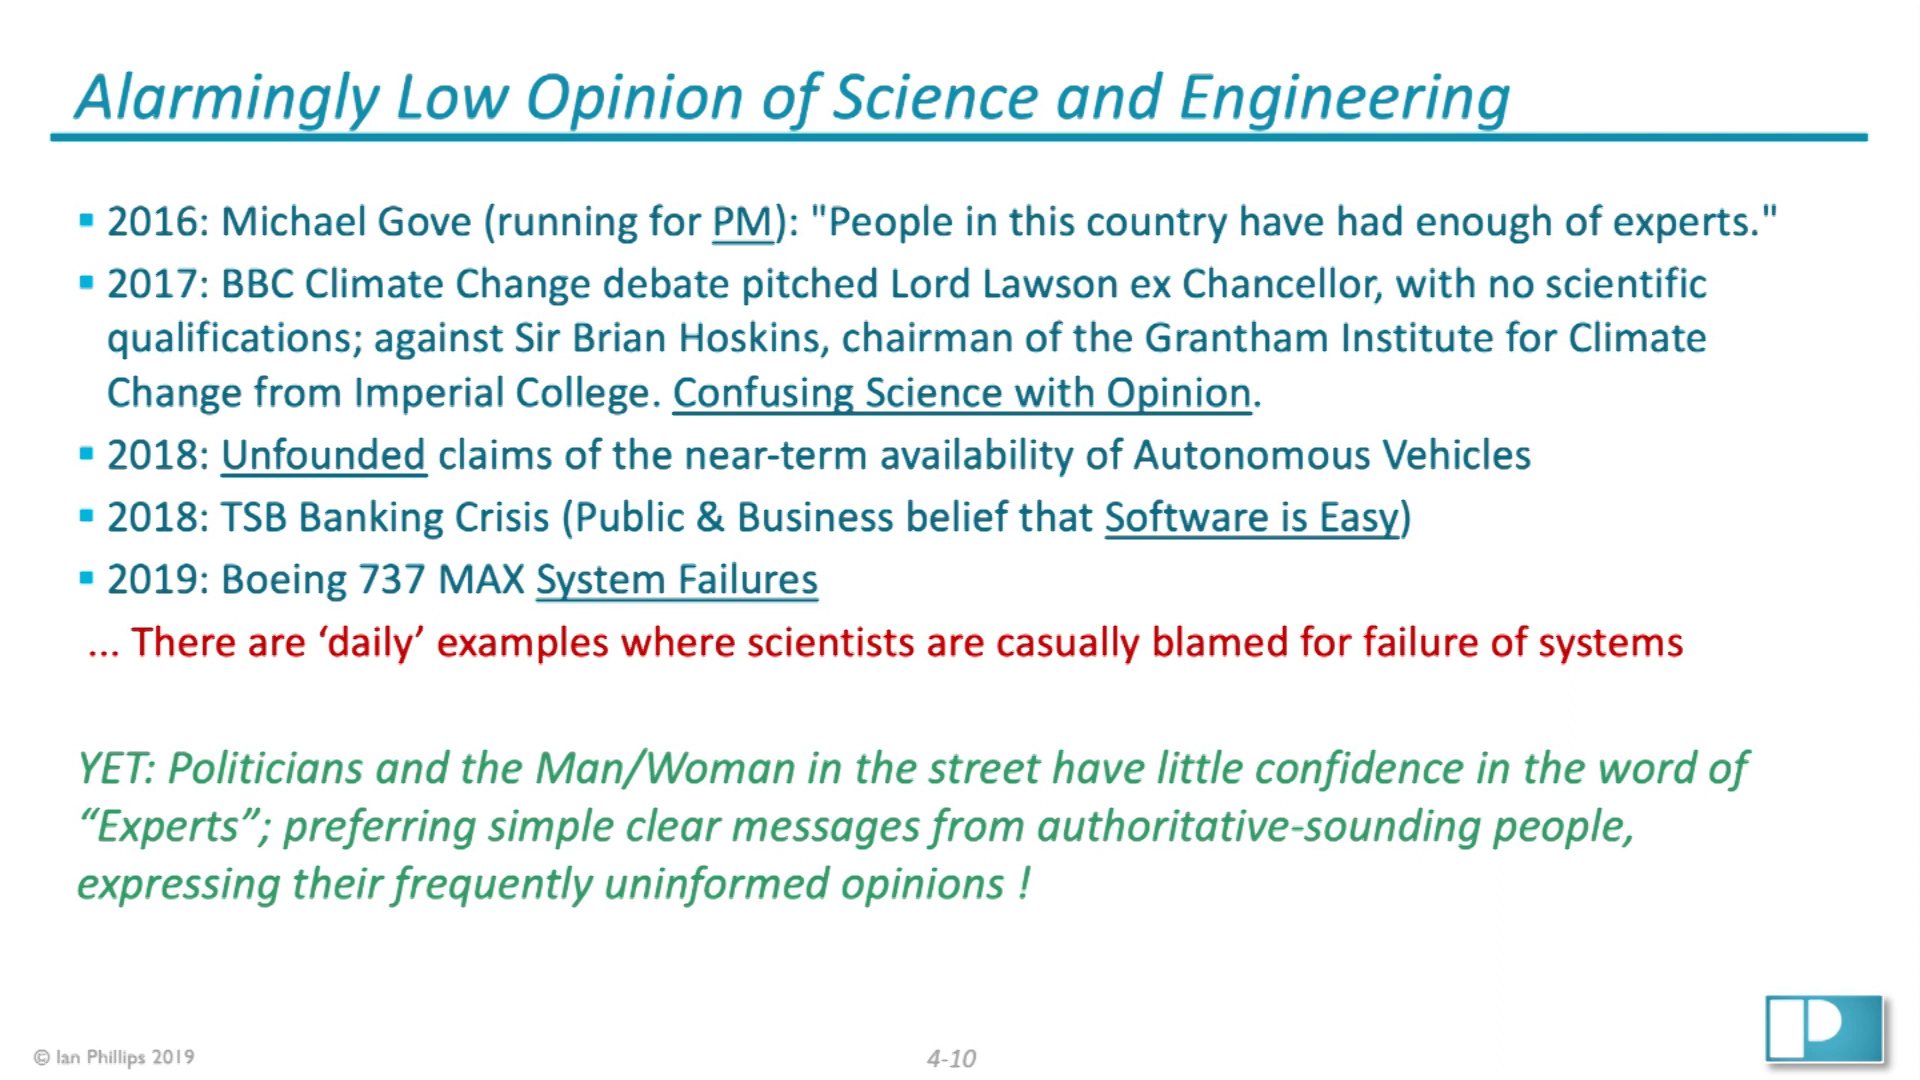 Alarmingly Low Opinion of Science and Engineering
▪ 2016: Michael Gove (running for PM): "People in this country have had enough of experts."
▪ 2017: BBC Climate Change debate pitched Lord Lawson ex Chancellor, with no scientific
qualifications; against Sir Brian Hoskins, chairman of the Grantham Institute for Climate
Change from Imperial College. Confusing Science with Opinion.
▪ 2018: Unfounded claims of the near-term availability of Autonomous Vehicles
▪ 2018: TSB Banking Crisis (Public & Business belief that Software is Easy)
▪ 2019: Boeing 737 MAX System Failures
... There are ‘daily’ examples where scientists are casually blamed for failure of systems
YET: Politicians and the Man/Woman in the street have little confidence in the word of
“Experts”; preferring simple clear messages from authoritative-sounding people,
expressing their frequently uninformed opinions !
© Ian Phillips 2019
4-10
P